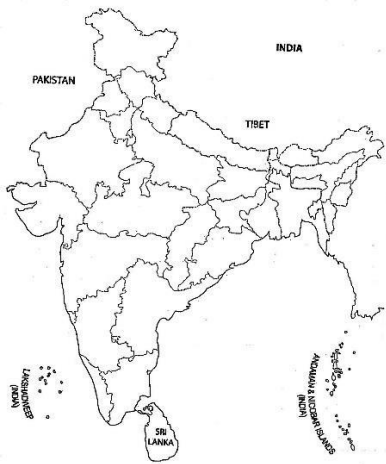 INDIA
PAKISTAN
TIBET
LAKSHADWEEP
(INDIA)
ANDAMAN & NICOBAR ISLANDS
(INDIA)
SRI
LANKA